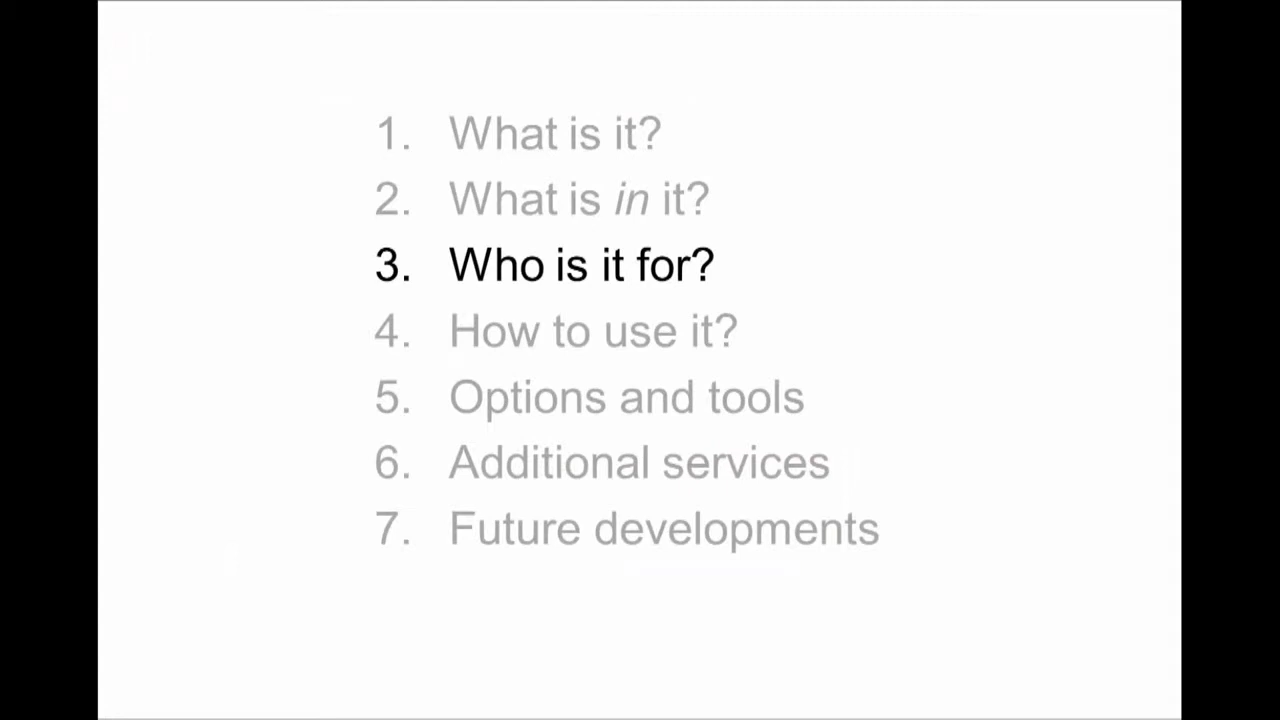 1. What is it?
2. What is in it?
3. Who is it for?
4. How to use it?
5. Options and tools
6. Additional services
7. Future developments